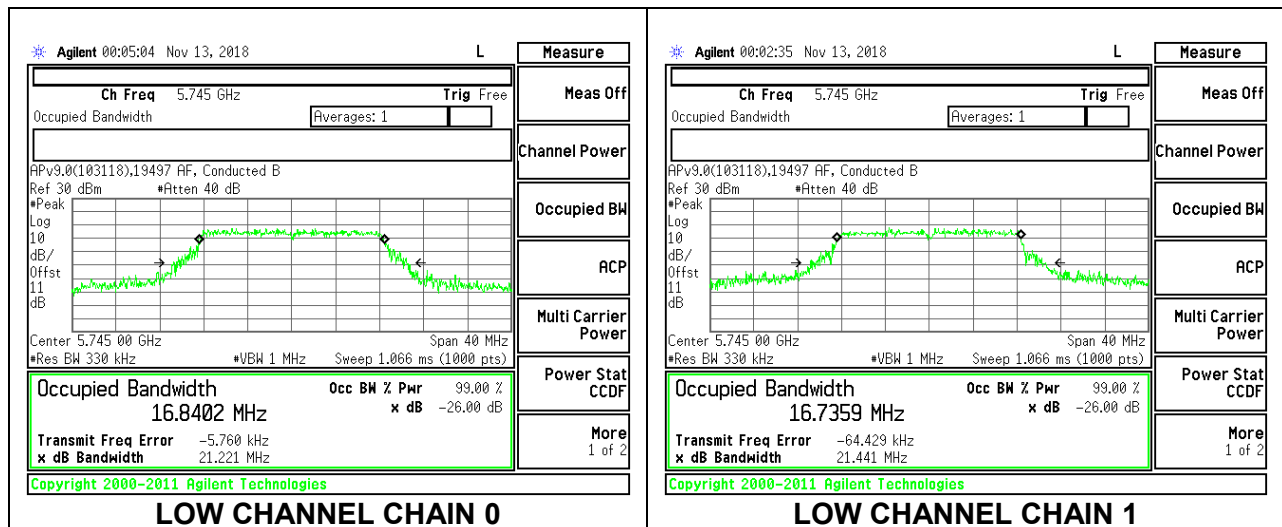 Agilent 00:05:04 Nov 13, 2018 L
Measure
Ch Freq 5.745 GHz Trig Free
Occupied Bandwidth Averages: 1
APv9.0(103118),19497 AF, Conducted B
Ref 30 dBm #Atten 40 dB
#Peak
Log
10
dB/
Offst
11
dB
Center 5.745 00 GHz Span 40 MHz
#Res BW 330 kHz #VBW 1 MHz Sweep 1.066 ms (1000 pts)
Occupied Bandwidth Occ BW % Pwr 99.00 %
16.8402 MHz x dB -26.00 dB
Transmit Freq Error -5.760 kHz
x dB Bandwidth 21.221 MHz
Meas Off
Channel Power
Occupied BW
ACP
Multi Carrier
Power
Power Stat
CCDF
More
1 of 2
Copyright 2000-2011 Agilent Technologies
LOW CHANNEL CHAIN 0
Agilent 00:02:35 Nov 13, 2018 L
Measure
Ch Freq 5.745 GHz Trig Free
Occupied Bandwidth Averages: 1
APv9.0(103118),19497 AF, Conducted B
Ref 30 dBm #Atten 40 dB
#Peak
Log
10
dB/
Offst
11
dB
Center 5.745 00 GHz Span 40 MHz
#Res BW 330 kHz #VBW 1 MHz Sweep 1.066 ms (1000 pts)
Occupied Bandwidth Occ BW % Pwr 99.00 %
16.7359 MHz x dB -26.00 dB
Transmit Freq Error -64.429 kHz
x dB Bandwidth 21.441 MHz
Meas Off
Channel Power
Occupied BW
ACP
Multi Carrier
Power
Power Stat
CCDF
More
1 of 2
Copyright 2000-2011 Agilent Technologies
LOW CHANNEL CHAIN 1